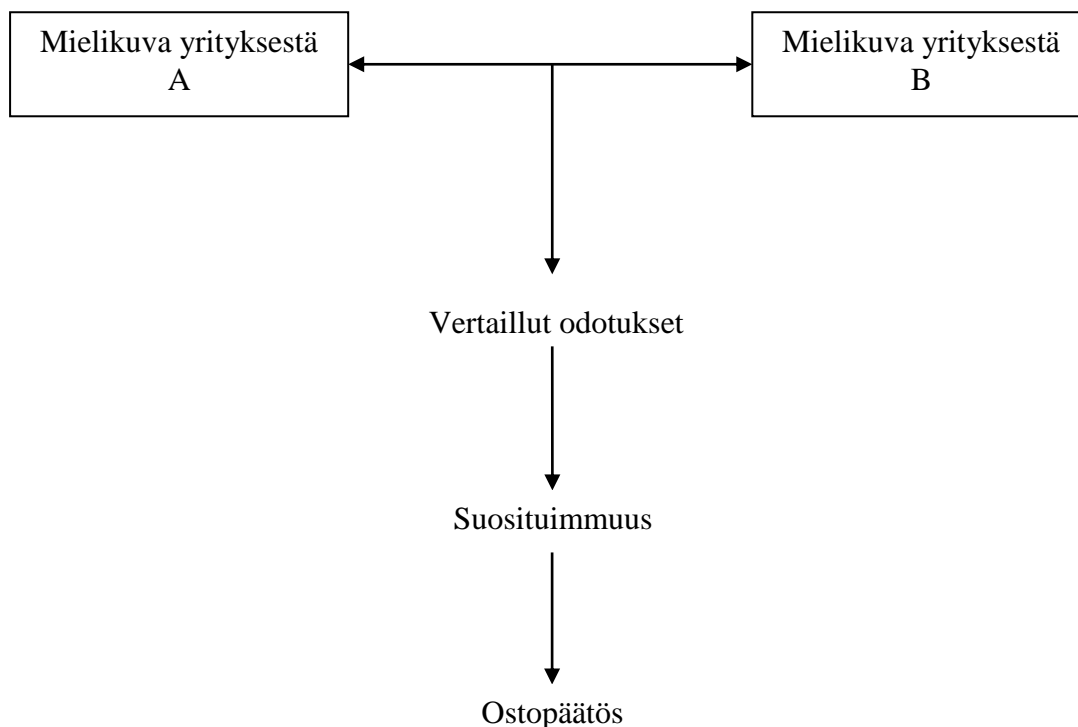 Mielikuva yrityksestä
A
Mielikuva yrityksestä
B
Vertaillut odotukset
Suosituimmuus
Ostopäätös